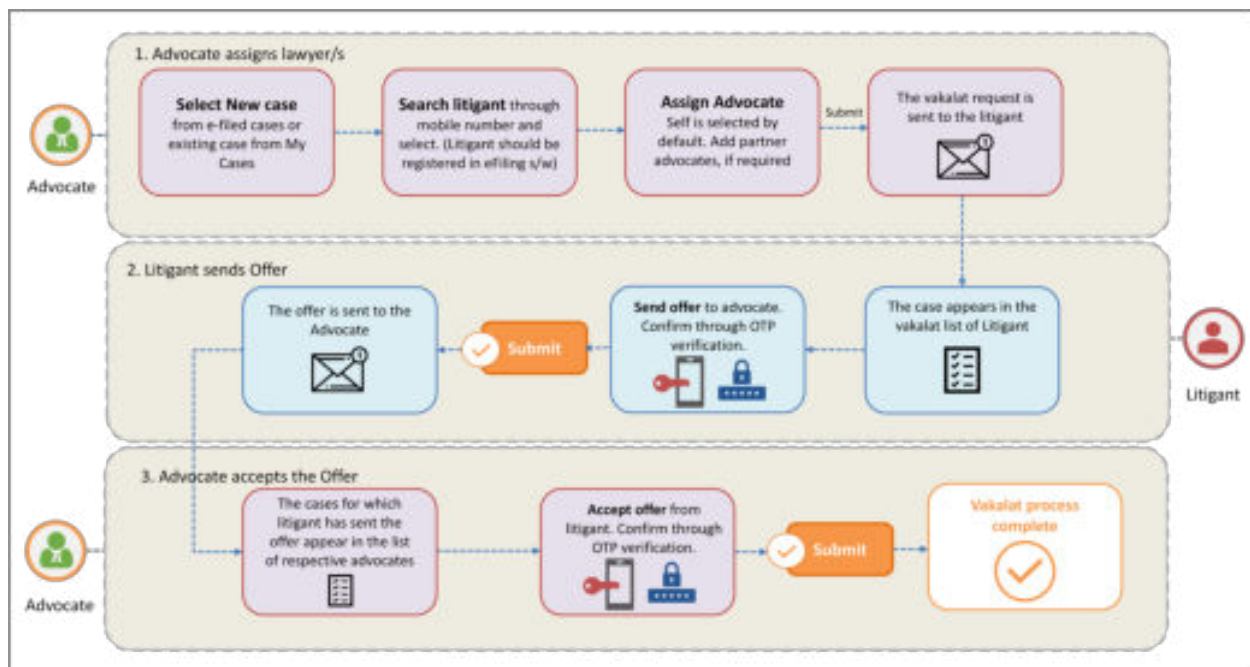 1. Advocate assigns lawyer/s
Advocate
Select New case
from e-filed cases or
existing case from My
Cases
Search litigant through
mobile number and
select. (Litigant should be
registered in eFiling s/w)
Assign Advocate
Self is selected by
default. Add partner
advocates, if required
Submit
The vakalat request is
sent to the litigant
1
2. Litigant sends Offer
The offer is sent to the
Advocate
1
Submit
Send offer to advocate.
Confirm through OTP
verification.
The case appears in the
vakalat list of Litigant
Litigant
3. Advocate accepts the Offer
Advocate
The cases for which
litigant has sent the
offer appear in the list
of respective advocates
Accept offer from
litigant. Confirm through
OTP verification.
Submit
Vakalat process
complete